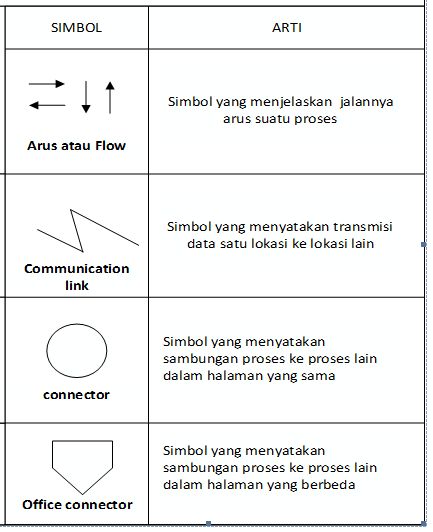 SIMBOL
ARTI
Arus atau Flow
Simbol yang menjelaskan jalannya
arus suatu proses
Communication
link
Simbol yang menyatakan transmisi
data satu lokasi ke lokasi lain
connector
Simbol yang menyatakan
sambungan proses ke proses lain
dalam halaman yang sama
Office connector
Simbol yang menyatakan
sambungan proses ke proses lain
dalam halaman yang berbeda